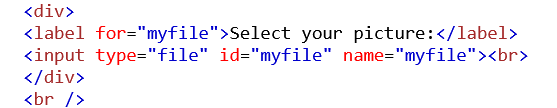 <div>
<label for="myfile">Select your picture:</label>
<input type="file" id="myfile" name="myfile"><br>
</div>
<br />